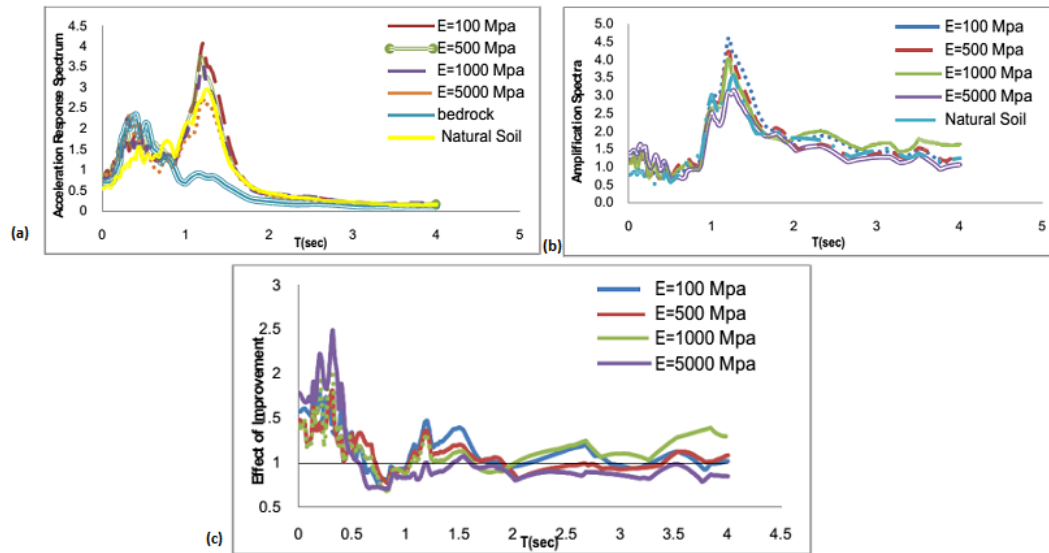 4.5
4
3.5
3
2.5
2
1.5
1
0.5
0
Acceleration Response Spectrum
E=100 Mpa
E=500 Mpa
E=1000 Mpa
E=5000 Mpa
bedrock
Natural Soil
0 1 2 3 4 5
T(sec)
(a)
5.0
4.5
4.0
3.5
3.0
2.5
2.0
1.5
1.0
0.5
0.0
Amplification Spectra
E=100 Mpa
E=500 Mpa
E=1000 Mpa
E=5000 Mpa
Natural Soil
0 1 2 3 4 5
T(sec)
(b)
3
2.5
2
1.5
1
0.5
Effect of Improvement
E=100 Mpa
E=500 Mpa
E=1000 Mpa
E=5000 Mpa
0 0.5 1 1.5 2 2.5 3 3.5 4 4.5
T(sec)
(c)